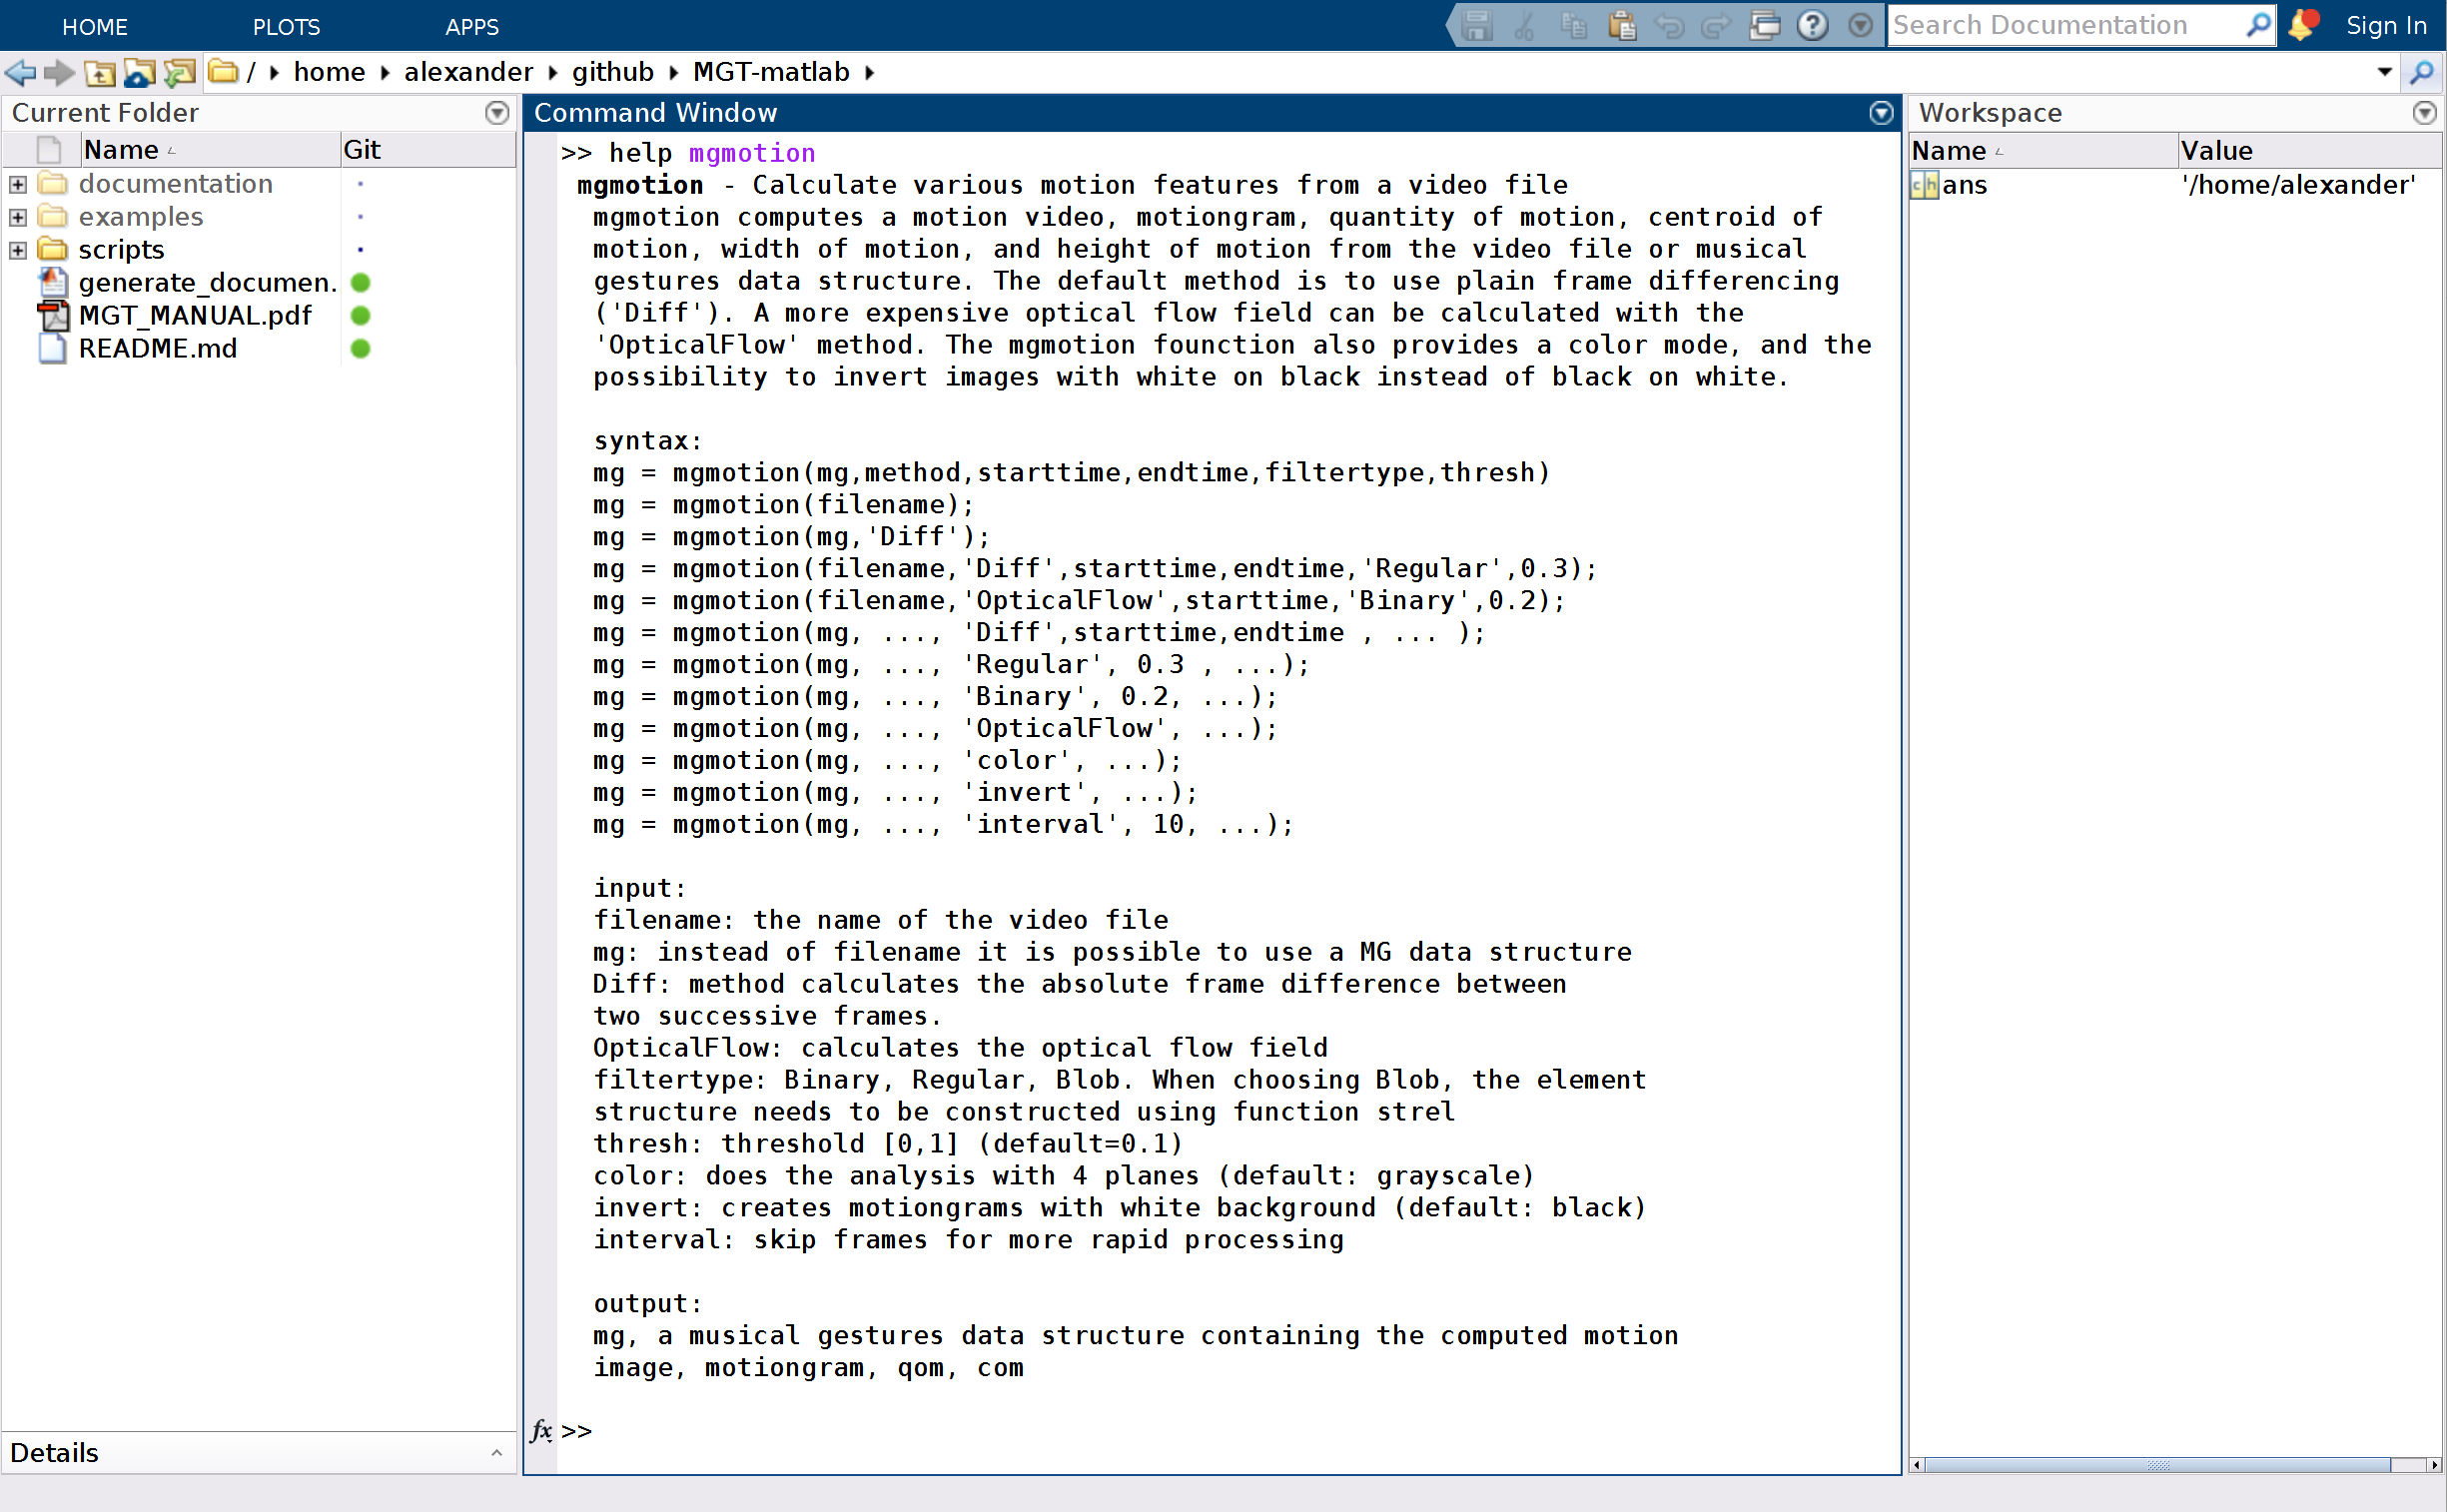 HOME PLOTS APPS
Search Documentation Sign In
/ home alexander github MGT-matlab
Current Folder
Name Git
documentation
examples
scripts
generate_documen.
MGT_MANUAL.pdf
README.md
Details
Command Window
>> help mgmotion
mgmotion - Calculate various motion features from a video file
mgmotion computes a motion video, motiongram, quantity of motion, centroid of
motion, width of motion, and height of motion from the video file or musical
gestures data structure. The default method is to use plain frame differencing
('Diff'). A more expensive optical flow field can be calculated with the
'OpticalFlow' method. The mgmotion founction also provides a color mode, and the
possibility to invert images with white on black instead of black on white.
syntax:
mg = mgmotion(mg,method,starttime,endtime,filtertype,thresh)
mg = mgmotion(filename);
mg = mgmotion(mg,'Diff');
mg = mgmotion(filename,'Diff',starttime,endtime,'Regular',0.3);
mg = mgmotion(filename,'OpticalFlow',starttime,'Binary',0.2);
mg = mgmotion(mg, ..., 'Diff',starttime,endtime , ... );
mg = mgmotion(mg, ..., 'Regular', 0.3 , ...);
mg = mgmotion(mg, ..., 'Binary', 0.2, ...);
mg = mgmotion(mg, ..., 'OpticalFlow', ...);
mg = mgmotion(mg, ..., 'color', ...);
mg = mgmotion(mg, ..., 'invert', ...);
mg = mgmotion(mg, ..., 'interval', 10, ...);
input:
filename: the name of the video file
mg: instead of filename it is possible to use a MG data structure
Diff: method calculates the absolute frame difference between
two successive frames.
OpticalFlow: calculates the optical flow field
filtertype: Binary, Regular, Blob. When choosing Blob, the element
structure needs to be constructed using function strel
thresh: threshold [0,1] (default=0.1)
color: does the analysis with 4 planes (default: grayscale)
invert: creates motiongrams with white background (default: black)
interval: skip frames for more rapid processing
output:
mg, a musical gestures data structure containing the computed motion
image, motiongram, qom, com
fx >>
Workspace
Name Value
ch ans '/home/alexander'